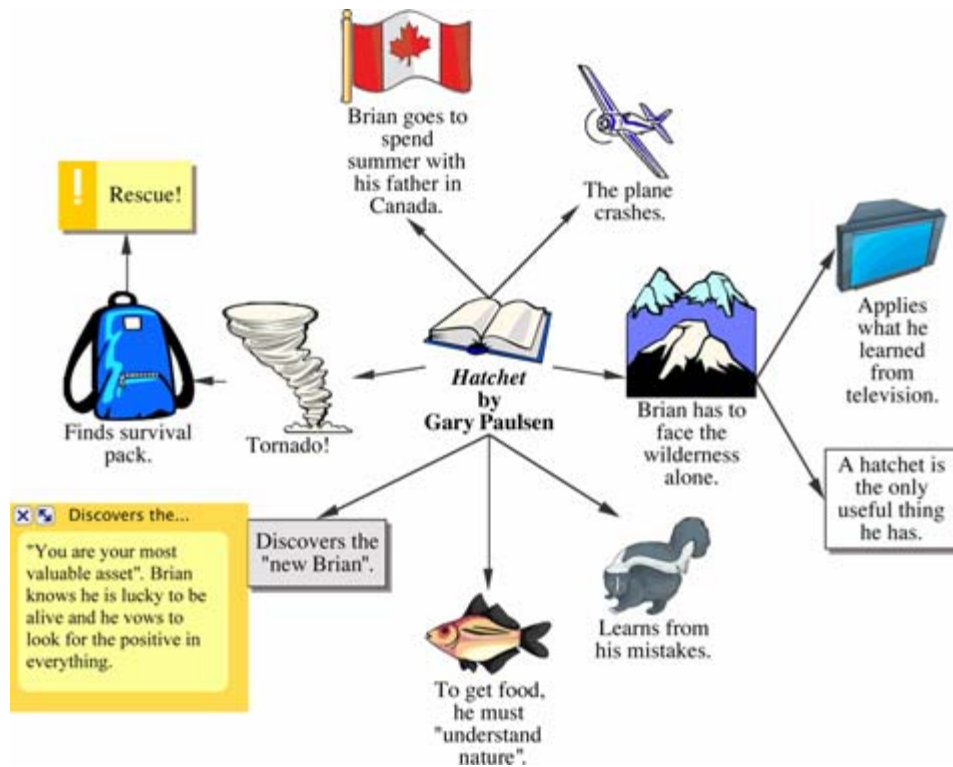 Brian goes to
spend
summer with
his father in
Canada.
The plane
crashes.
Rescue!
Applies
what he
learned
from
television.
Hatchet
by
Gary Paulsen
Brian has to
face the
wilderness
alone.
Finds survival
pack.
Tornado!
A hatchet is
the only
useful thing
he has.
Discovers the...
"You are your most
valuable asset". Brian
knows he is lucky to be
alive and he vows to
look for the positive in
everything.
Discovers the
"new Brian".
Learns from
his mistakes.
To get food,
he must
"understand
nature".